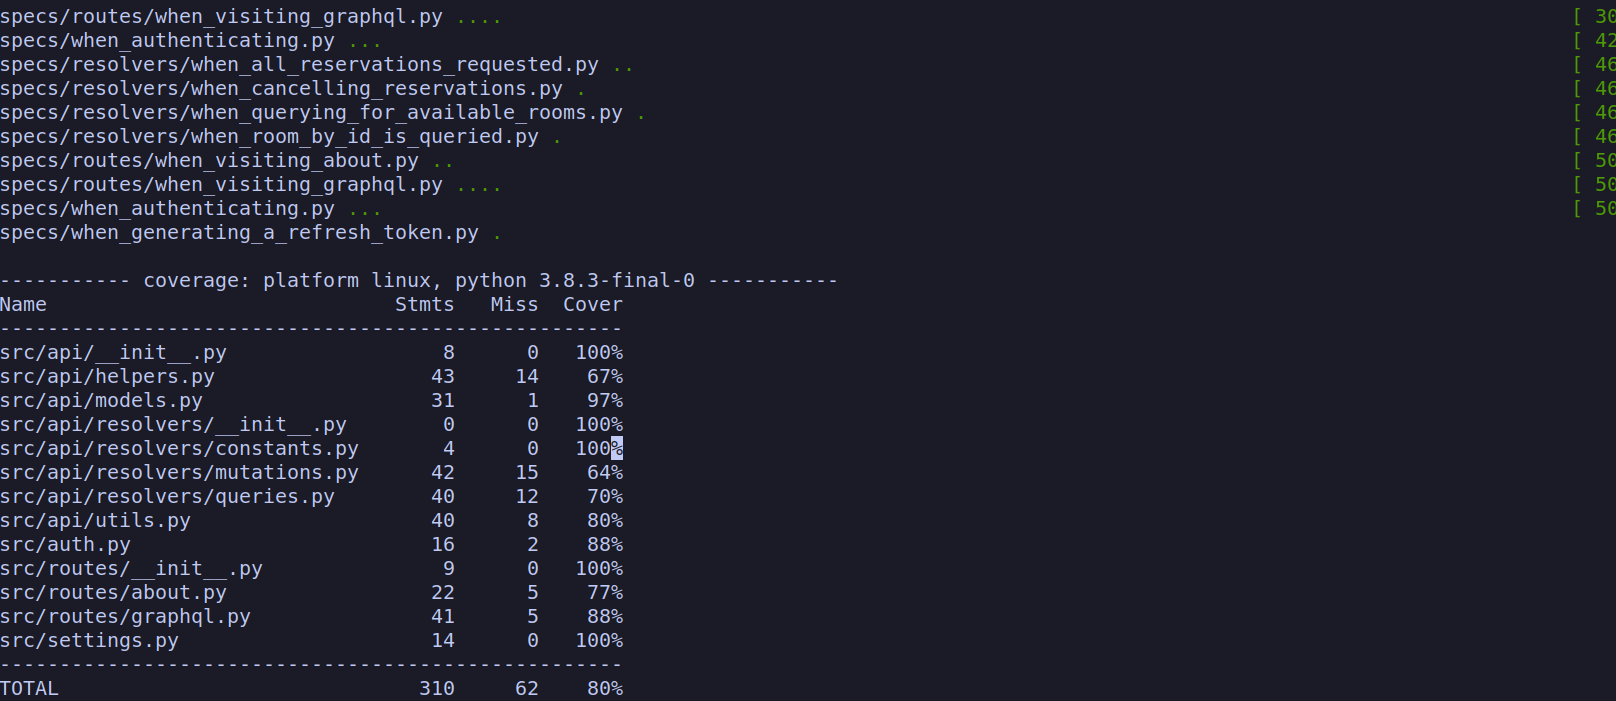 specs/routes/when_visiting_graphql.py .... [ 30
specs/when_authenticating.py ... [ 42
specs/resolvers/when_all_reservations_requested.py .. [ 46
specs/resolvers/when_cancelling_reservations.py . [ 46
specs/resolvers/when_querying_for_available_rooms.py . [ 46
specs/resolvers/when_room_by_id_is_queried.py . [ 46
specs/routes/when_visiting_about.py .. [ 50
specs/routes/when_visiting_graphql.py .... [ 50
specs/when_authenticating.py ... [ 50
specs/when_generating_a_refresh_token.py .
----------- coverage: platform linux, python 3.8.3-final-0 -----------
Name Stmts Miss Cover
----------------------------------------------------
src/api/__init__.py 8 0 100%
src/api/helpers.py 43 14 67%
src/api/models.py 31 1 97%
src/api/resolvers/__init__.py 0 0 100%
src/api/resolvers/constants.py 4 0 100%
src/api/resolvers/mutations.py 42 15 64%
src/api/resolvers/queries.py 40 12 70%
src/api/utils.py 40 8 80%
src/auth.py 16 2 88%
src/routes/__init__.py 9 0 100%
src/routes/about.py 22 5 77%
src/routes/graphql.py 41 5 88%
src/settings.py 14 0 100%
----------------------------------------------------
TOTAL 310 62 80%